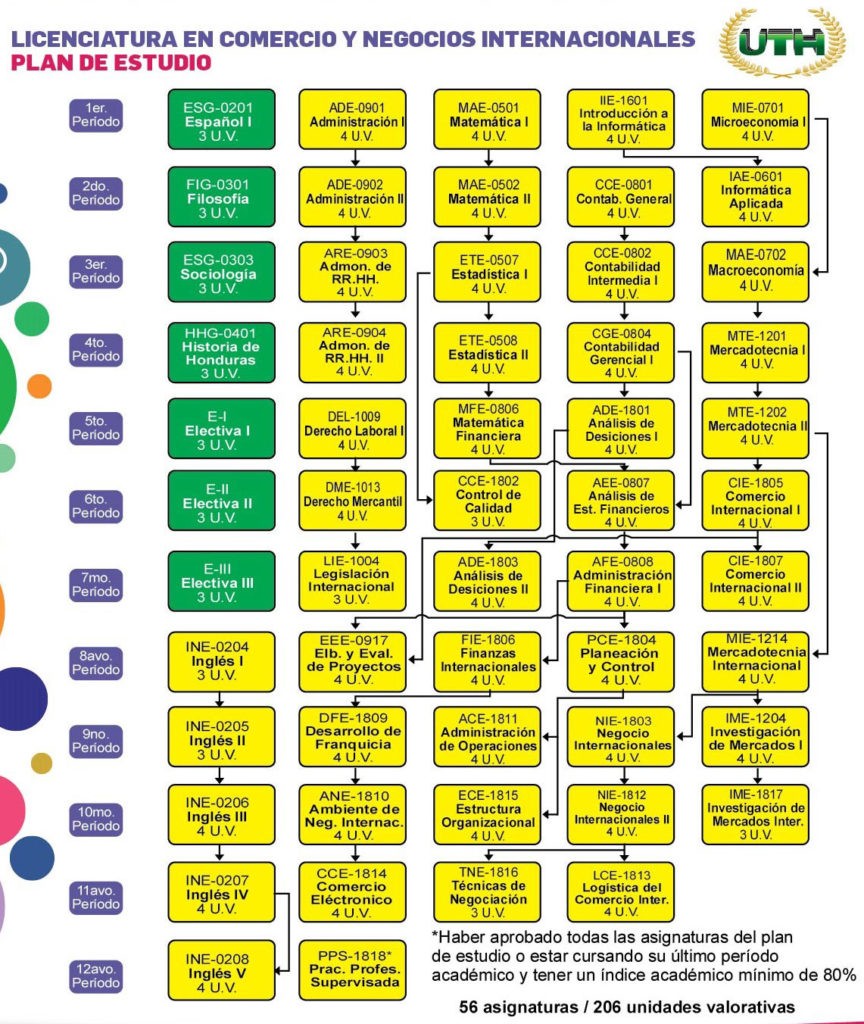 LICENCIATURA EN COMERCIO Y NEGOCIOS INTERNACIONALES
PLAN DE ESTUDIO
UTH
1er.
Período
ESG-0201
Español I
3 U.V.
ADE-0901
Administración I
4 U.V.
MAE-0501
Matemática I
4 U.V.
IIE-1601
Introducción a
la Informática
4 U.V.
MIE-0701
Microeconomía I
4 U.V.
2do.
Período
FIG-0301
Filosofía
3 U.V.
ADE-0902
Administración II
4 U.V.
MAE-0502
Matemática II
4 U.V.
CCE-0801
Contab. General
4 U.V.
IAE-0601
Informática
Aplicada
4 U.V.
3er.
Período
ESG-0303
Sociología
3 U.V.
ARE-0903
Admon. de
RR.HH.
4 U.V.
ETE-0507
Estadística I
4 U.V.
CCE-0802
Contabilidad
Intermedia I
4 U.V.
MAE-0702
Macroeconomía
4 U.V.
4to.
Período
HHG-0401
Historia de
Honduras
3 U.V.
ARE-0904
Admon. de
RR.HH. II
4 U.V.
ETE-0508
Estadística II
4 U.V.
CGE-0804
Contabilidad
Gerencial I
4 U.V.
MTE-1201
Mercadotecnia I
4 U.V.
5to.
Período
E-I
Electiva I
3 U.V.
DEL-1009
Derecho Laboral I
4 U.V.
MFE-0806
Matemática
Financiera
4 U.V.
ADE-1801
Análisis de
Desiciones I
4 U.V.
MTE-1202
Mercadotecnia II
4 U.V.
6to.
Período
E-II
Electiva II
3 U.V.
DME-1013
Derecho Mercantil
4 U.V.
CCE-1802
Control de
Calidad
3 U.V.
AEE-0807
Análisis de
Est. Financieros
4 U.V.
CIE-1805
Comercio
Internacional I
4 U.V.
7mo.
Período
E-III
Electiva III
3 U.V.
LIE-1004
Legislación
Internacional
3 U.V.
ADE-1803
Análisis de
Desiciones II
4 U.V.
AFE-0808
Administración
Financiera I
4 U.V.
CIE-1807
Comercio
Internacional II
4 U.V.
8avo.
Período
INE-0204
Inglés I
3 U.V.
EEE-0917
Elb. y Eval.
de Proyectos
4 U.V.
FIE-1806
Finanzas
Internacionales
4 U.V.
PCE-1804
Planeación
y Control
4 U.V.
MIE-1214
Mercadotecnia
Internacional
4 U.V.
9no.
Período
INE-0205
Inglés II
3 U.V.
DFE-1809
Desarrollo de
Franquicia
4 U.V.
ACE-1811
Administración
de Operaciones
4 U.V.
NIE-1803
Negocio
Internacionales
4 U.V.
IME-1204
Investigación
de Mercados I
4 U.V.
10mo.
Período
INE-0206
Inglés III
4 U.V.
ANE-1810
Ambiente de
Neg. Internac.
4 U.V.
ECE-1815
Estructura
Organizacional
4 U.V.
NIE-1812
Negocio
Internacionales II
4 U.V.
IME-1817
Investigación de
Mercados Inter.
3 U.V.
11avo.
Período
INE-0207
Inglés IV
4 U.V.
CCE-1814
Comercio
Eléctronico
4 U.V.
TNE-1816
Técnicas de
Negociación
3 U.V.
LCE-1813
Logística del
Comercio Inter.
4 U.V.
12avo.
Período
INE-0208
Inglés V
4 U.V.
PPS-1818*
Prac. Profes.
Supervisada
*Haber aprobado todas las asignaturas del plan
de estudio o estar cursando su último período
académico y tener un índice académico mínimo de 80%
56 asignaturas / 206 unidades valorativas